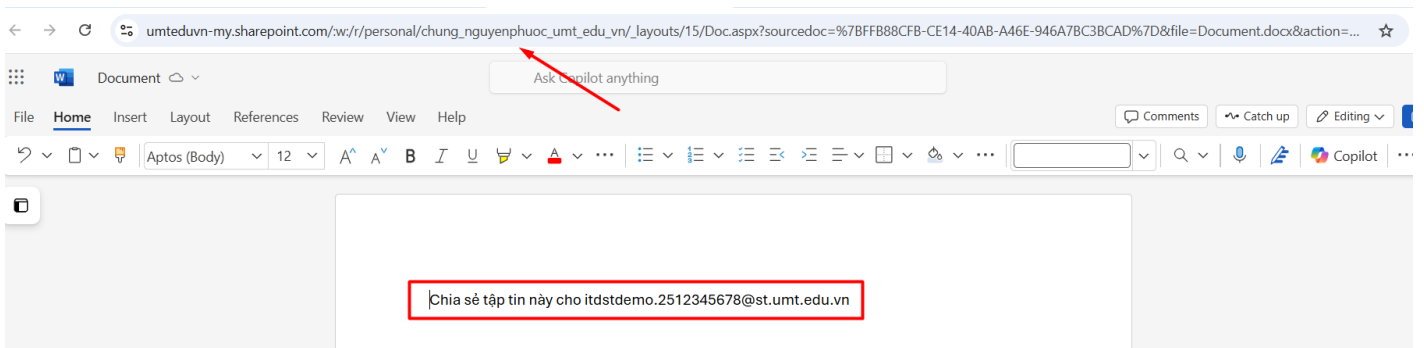 umteduvn-my.sharepoint.com/:w:/r/personal/chung_nguyenphuoc_umt_edu_vn/_layouts/15/Doc.aspx?sourcedoc=%7BFFB88CFB-CE14-40AB-A46E-946A7BC3BCAD%7D&file=Document.docx&action=...
W Document Ask Copilot anything
File Home Insert Layout References Review View Help Comments Catch up Editing
Aptos (Body) 12 A A B I U A ... ... Copilot ...
Chia sẻ tập tin này cho itdstdemo.2512345678@st.umt.edu.vn